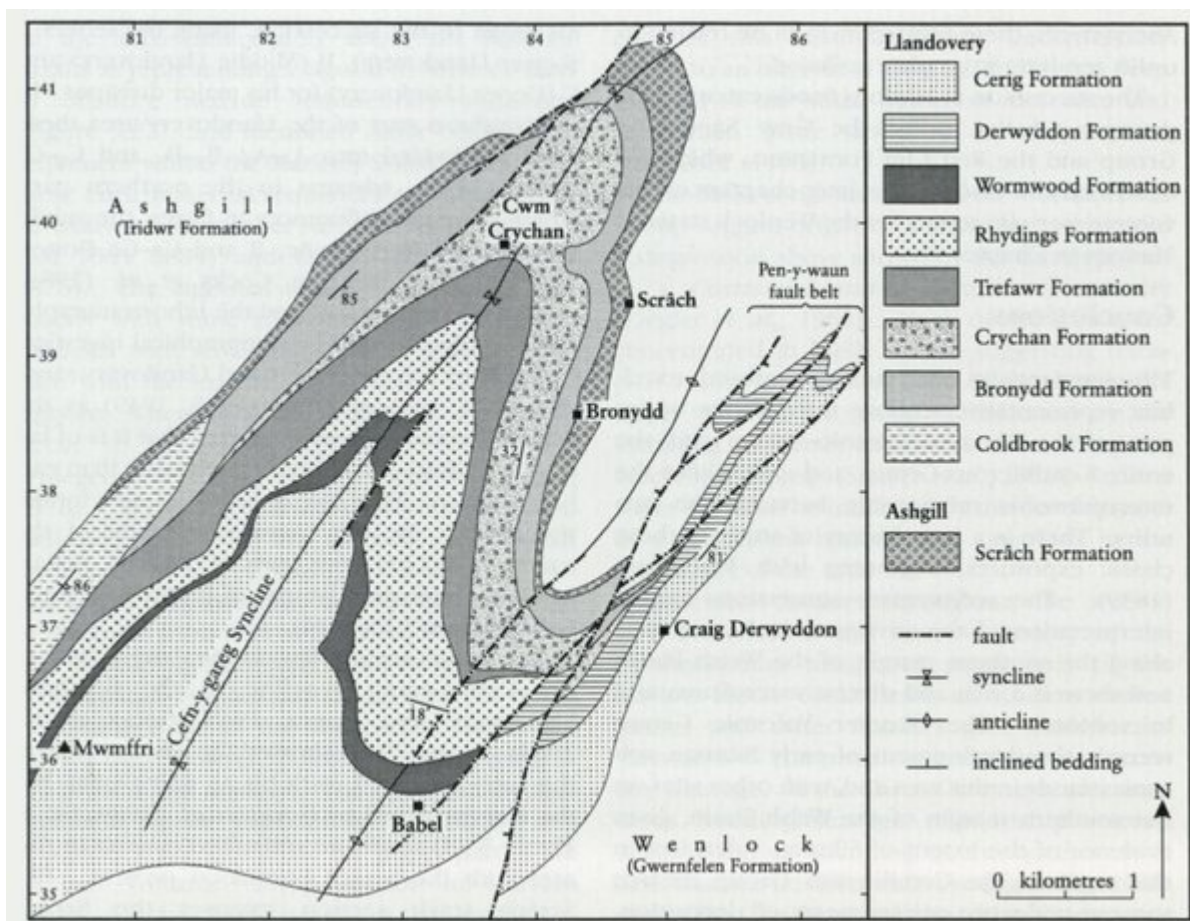 81
82
83
84
85
86
41
40
39
38
37
36
35
Ashgill
(Tridwr Formation)
Cwm
Crychan
85
Scrâch
Pen-y-waun
fault belt
Bronydd
32
81
86
Craig Derwyddon
Cefn-y-gareg Syncline
18
Mwmffri
Babel
Wenlock
(Gwernfelen Formation)
Llandovery
Cerig Formation
Derwyddon Formation
Wormwood Formation
Rhydings Formation
Trefawr Formation
Crychan Formation
Bronydd Formation
Coldbrook Formation
Ashgill
Scrâch Formation
fault
syncline
anticline
inclined bedding
N
0 kilometres 1